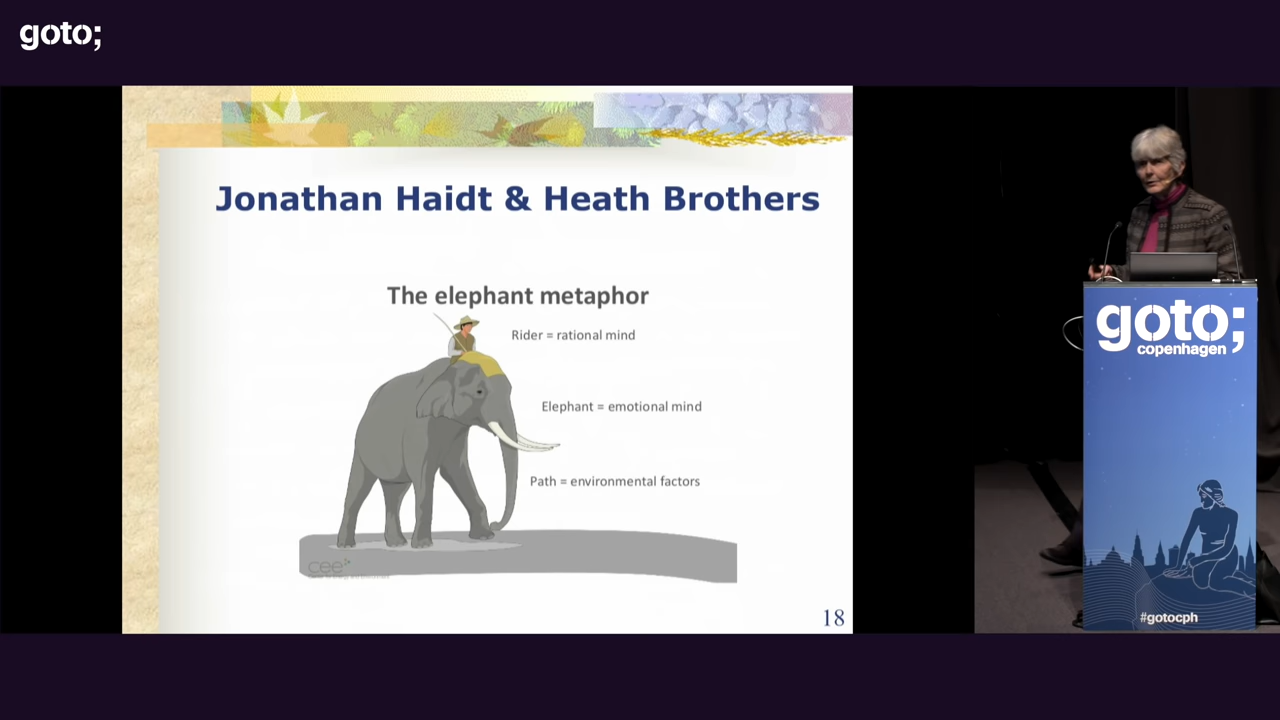 goto;
Jonathan Haidt & Heath Brothers
The elephant metaphor
Rider = rational mind
Elephant = emotional mind
Path = environmental factors
cee
18
goto;
copenhagen
#gotocph